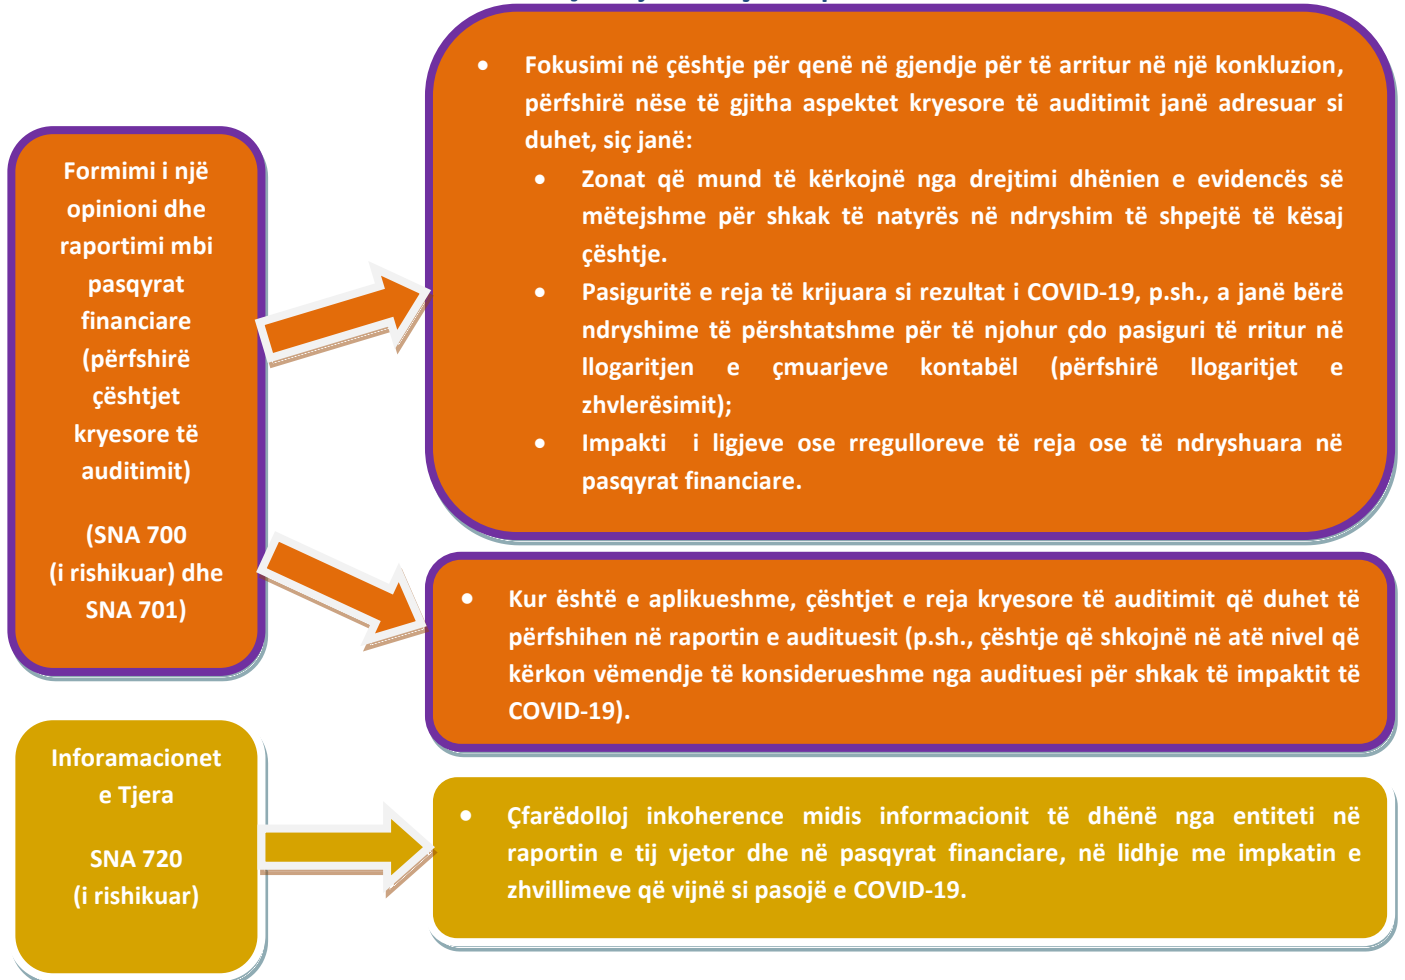 Formimi i një
opinioni dhe
raportimi mbi
pasqyrat
financiare
(përfshirë
çështjet
kryesore të
auditimit)
(SNA 700
(i rishikuar) dhe
SNA 701)
• Fokusimi në çështje për qenë në gjendje për të arritur në një konkluzion,
përfshirë nëse të gjitha aspektet kryesore të auditimit janë adresuar si
duhet, siç janë:
• Zonat që mund të kërkojnë nga drejtimi dhënien e evidencës së
mëtejshme për shkak të natyrës në ndryshim të shpejtë të kësaj
çështje.
• Pasiguritë e reja të krijuara si rezultat i COVID-19, p.sh., a janë bërë
ndryshime të përshtatshme për të njohur çdo pasiguri të rritur në
llogaritjen e çmuarjeve kontabël (përfshirë llogaritjet e
zhvlerësimit);
• Impakti i ligjeve ose rregulloreve të reja ose të ndryshuara në
pasqyrat financiare.
• Kur është e aplikueshme, çështjet e reja kryesore të auditimit që duhet të
përfshihen në raportin e audituesit (p.sh., çështje që shkojnë në atë nivel që
kërkon vëmendje të konsiderueshme nga audituesi për shkak të impaktit të
COVID-19).
Inforamacionet
e Tjera
SNA 720
(i rishikuar)
• Çfarëdolloj inkoherence midis informacionit të dhënë nga entiteti në
raportin e tij vjetor dhe në pasqyrat financiare, në lidhje me impkatin e
zhvillimeve që vijnë si pasojë e COVID-19.